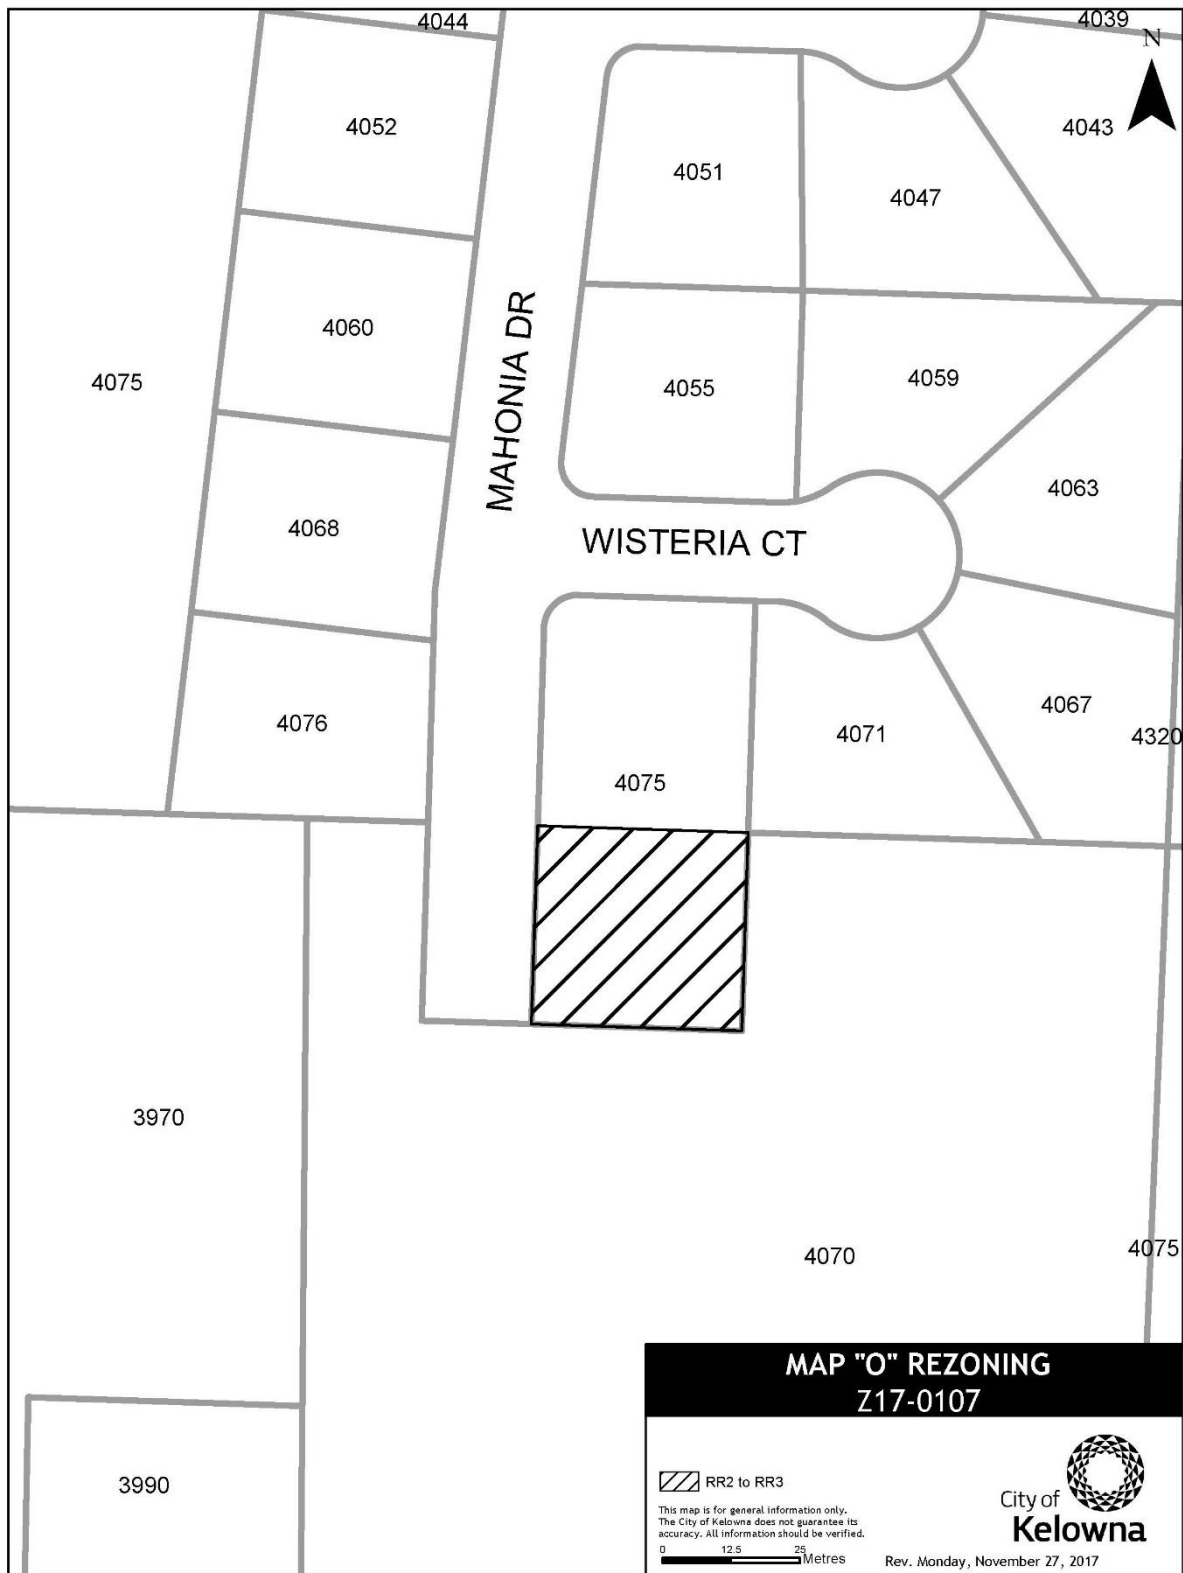 4044
4039
N
4052
4043
4051
4047
4060
MAHONIA DR
4075
4055
4059
4063
4068
WISTERIA CT
4067
4076
4071
4320
4075
3970
4070
4075
3990
MAP "O" REZONING
Z17-0107
RR2 to RR3
This map is for general information only.
The City of Kelowna does not guarantee its
accuracy. All information should be verified.
0 12.5 25
Metres
City of
Kelowna
Rev. Monday, November 27, 2017